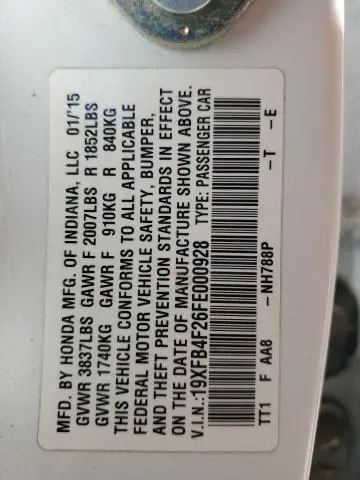 MFD. BY HONDA MFG. OF INDIANA, LLC 01/'15
GVWR 3837LBS GAWR F 2007LBS R 1852LBS
GVWR 1740KG GAWR F 910KG R 840KG
THIS VEHICLE CONFORMS TO ALL APPLICABLE
FEDERAL MOTOR VEHICLE SAFETY, BUMPER,
AND THEFT PREVENTION STANDARDS IN EFFECT
ON THE DATE OF MANUFACTURE SHOWN ABOVE.
V.I.N.:19XFB4F26FE000928 TYPE: PASSENGER CAR
TT1 F AA8 -NH788P -T -E